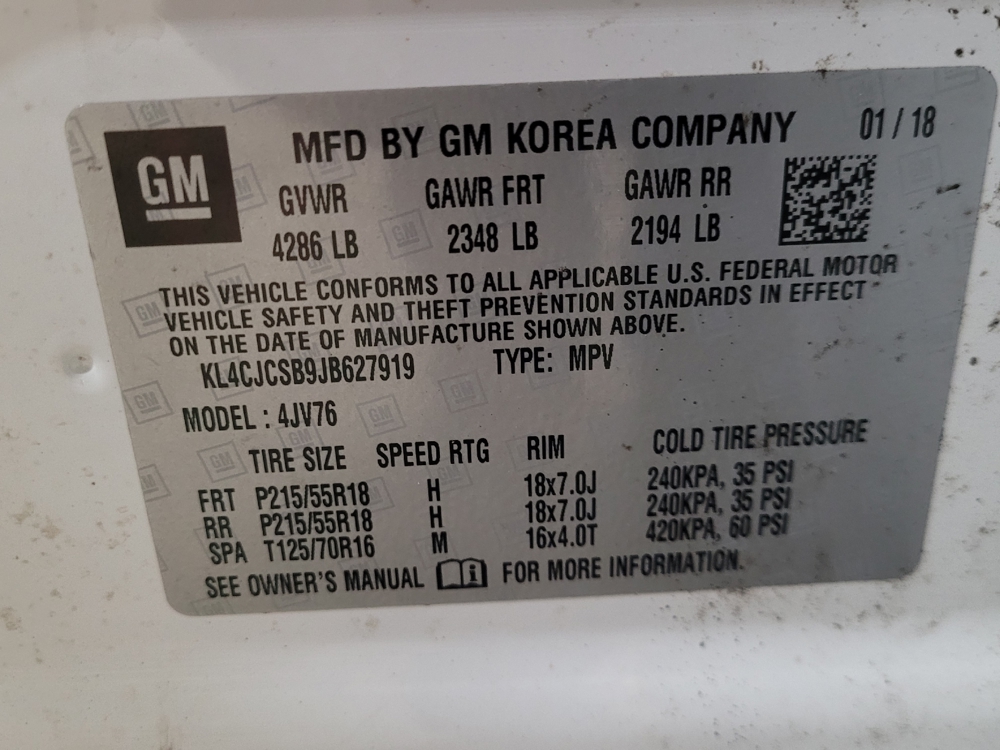 GM
MFD BY GM KOREA COMPANY 01 / 18
GVWR GAWR FRT GAWR RR
4286 LB 2348 LB 2194 LB
THIS VEHICLE CONFORMS TO ALL APPLICABLE U.S. FEDERAL MOTOR
VEHICLE SAFETY AND THEFT PREVENTION STANDARDS IN EFFECT
ON THE DATE OF MANUFACTURE SHOWN ABOVE.
KL4CJCSB9JB627919 TYPE: MPV
MODEL : 4JV76
TIRE SIZE SPEED RTG RIM COLD TIRE PRESSURE
FRT P215/55R18 H 18x7.0J 240KPA, 35 PSI
RR P215/55R18 H 18x7.0J 240KPA, 35 PSI
SPA T125/70R16 M 16x4.0T 420KPA, 60 PSI
SEE OWNER'S MANUAL FOR MORE INFORMATION.